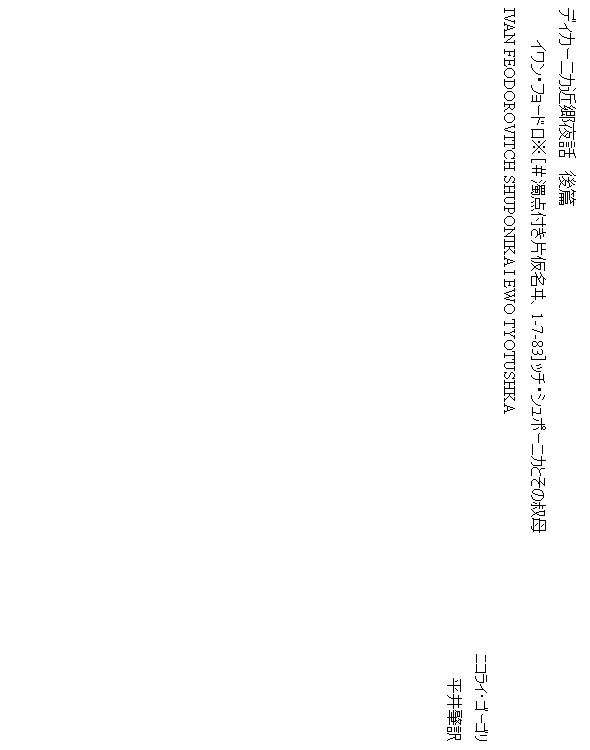 ディカーニカ近郷夜話　後篇
イワン・フョードロ※［＃濁点付き片仮名ヰ、1-7-83］ッチ・シュポーニカとその叔母
IVAN FEODOROVITCH SHUPONIKA I EWO TYOTUSHKA
ニコライ・ゴーゴリ
平井肇訳